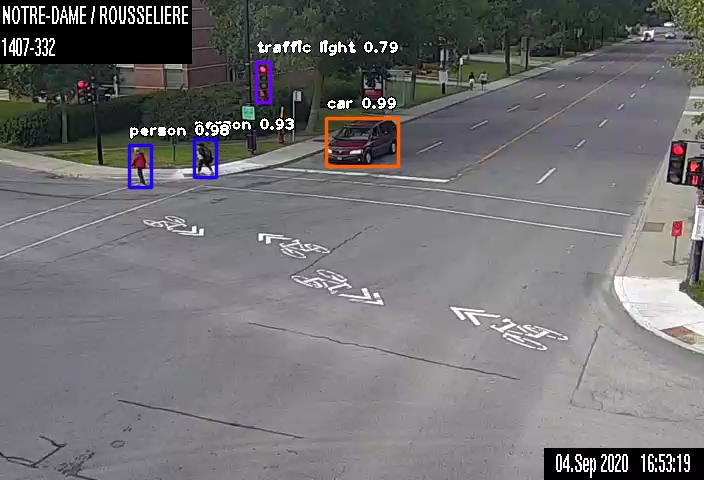 NOTRE-DAME / ROUSSELIERE
1407-332
traffic light 0.79
car 0.99
person 0.98
0.93
04.Sep 2020 16:53:19